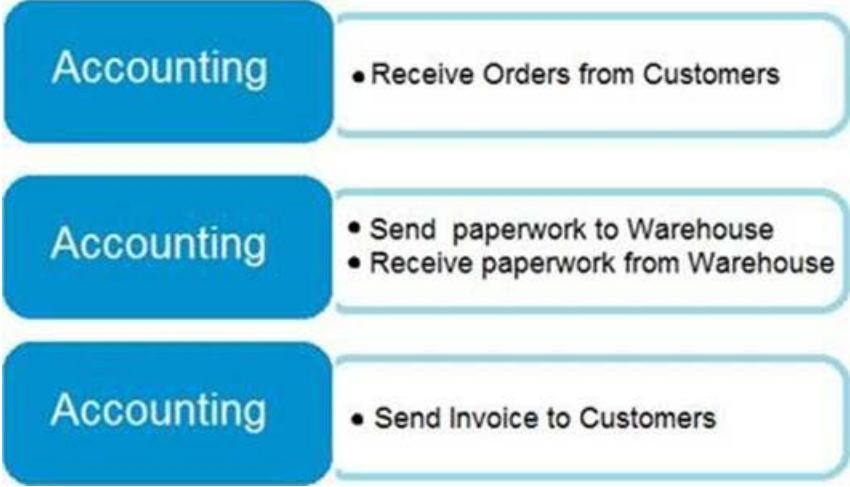 Accounting
• Receive Orders from Customers
Accounting
• Send paperwork to Warehouse
• Receive paperwork from Warehouse
Accounting
• Send Invoice to Customers